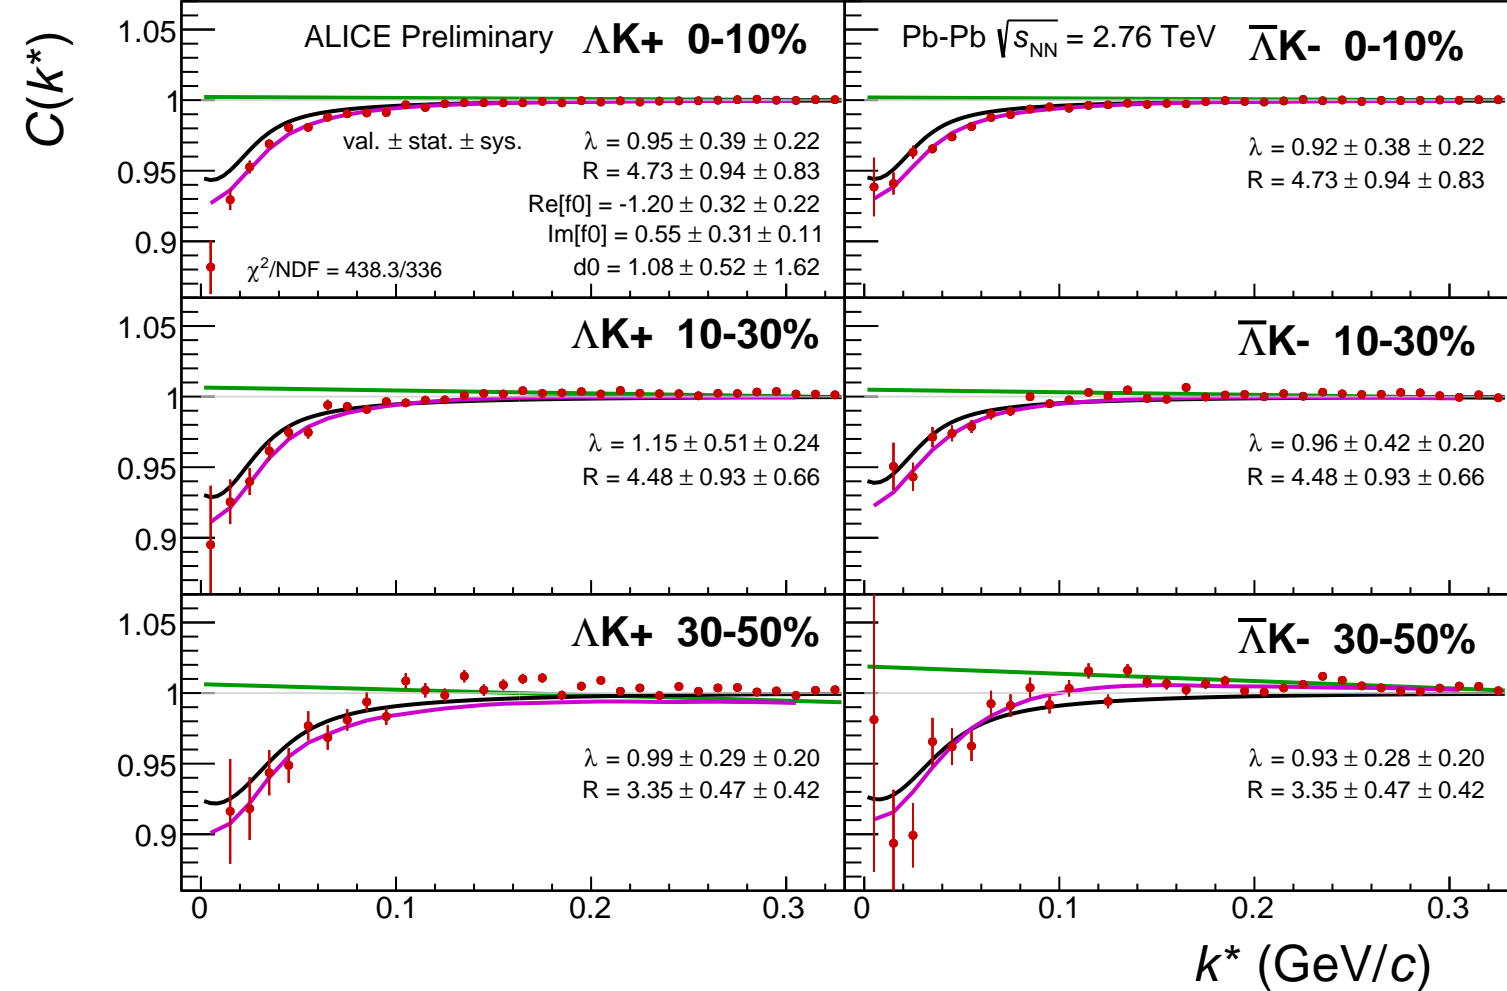 C(k*)
1.05
1
0.95
0.9
ALICE Preliminary ΛK+ 0-10%
val. ± stat. ± sys.
λ = 0.95 ± 0.39 ± 0.22
R = 4.73 ± 0.94 ± 0.83
Re[f0] = -1.20 ± 0.32 ± 0.22
Im[f0] = 0.55 ± 0.31 ± 0.11
d0 = 1.08 ± 0.52 ± 1.62
χ²/NDF = 438.3/336
Pb-Pb √s_NN = 2.76 TeV Λ̅K- 0-10%
λ = 0.92 ± 0.38 ± 0.22
R = 4.73 ± 0.94 ± 0.83
1.05
1
0.95
0.9
ΛK+ 10-30%
λ = 1.15 ± 0.51 ± 0.24
R = 4.48 ± 0.93 ± 0.66
Λ̅K- 10-30%
λ = 0.96 ± 0.42 ± 0.20
R = 4.48 ± 0.93 ± 0.66
1.05
1
0.95
0.9
ΛK+ 30-50%
λ = 0.99 ± 0.29 ± 0.20
R = 3.35 ± 0.47 ± 0.42
Λ̅K- 30-50%
λ = 0.93 ± 0.28 ± 0.20
R = 3.35 ± 0.47 ± 0.42
0 0.1 0.2 0.3
0 0.1 0.2 0.3
k* (GeV/c)